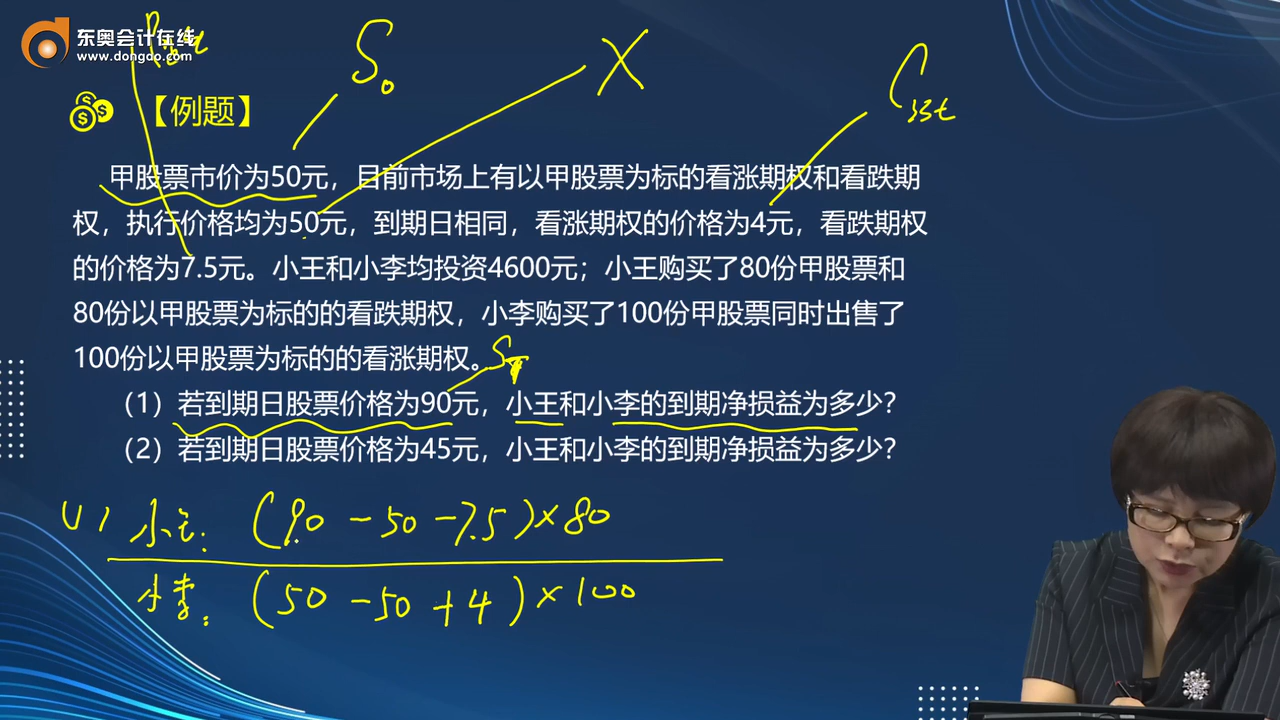 东奥会计在线
www.dongao.com
S₀
X
【例题】
甲股票市价为50元，目前市场上有以甲股票为标的看涨期权和看跌期
权，执行价格均为50元，到期日相同，看涨期权的价格为4元，看跌期权
的价格为7.5元。小王和小李均投资4600元；小王购买了80份甲股票和
80份以甲股票为标的的看跌期权，小李购买了100份甲股票同时出售了
100份以甲股票为标的的看涨期权。
（1）若到期日股票价格为90元，小王和小李的到期净损益为多少？
（2）若到期日股票价格为45元，小王和小李的到期净损益为多少？
小王：(90-50-7.5)×80
小李：(50-50+4)×100